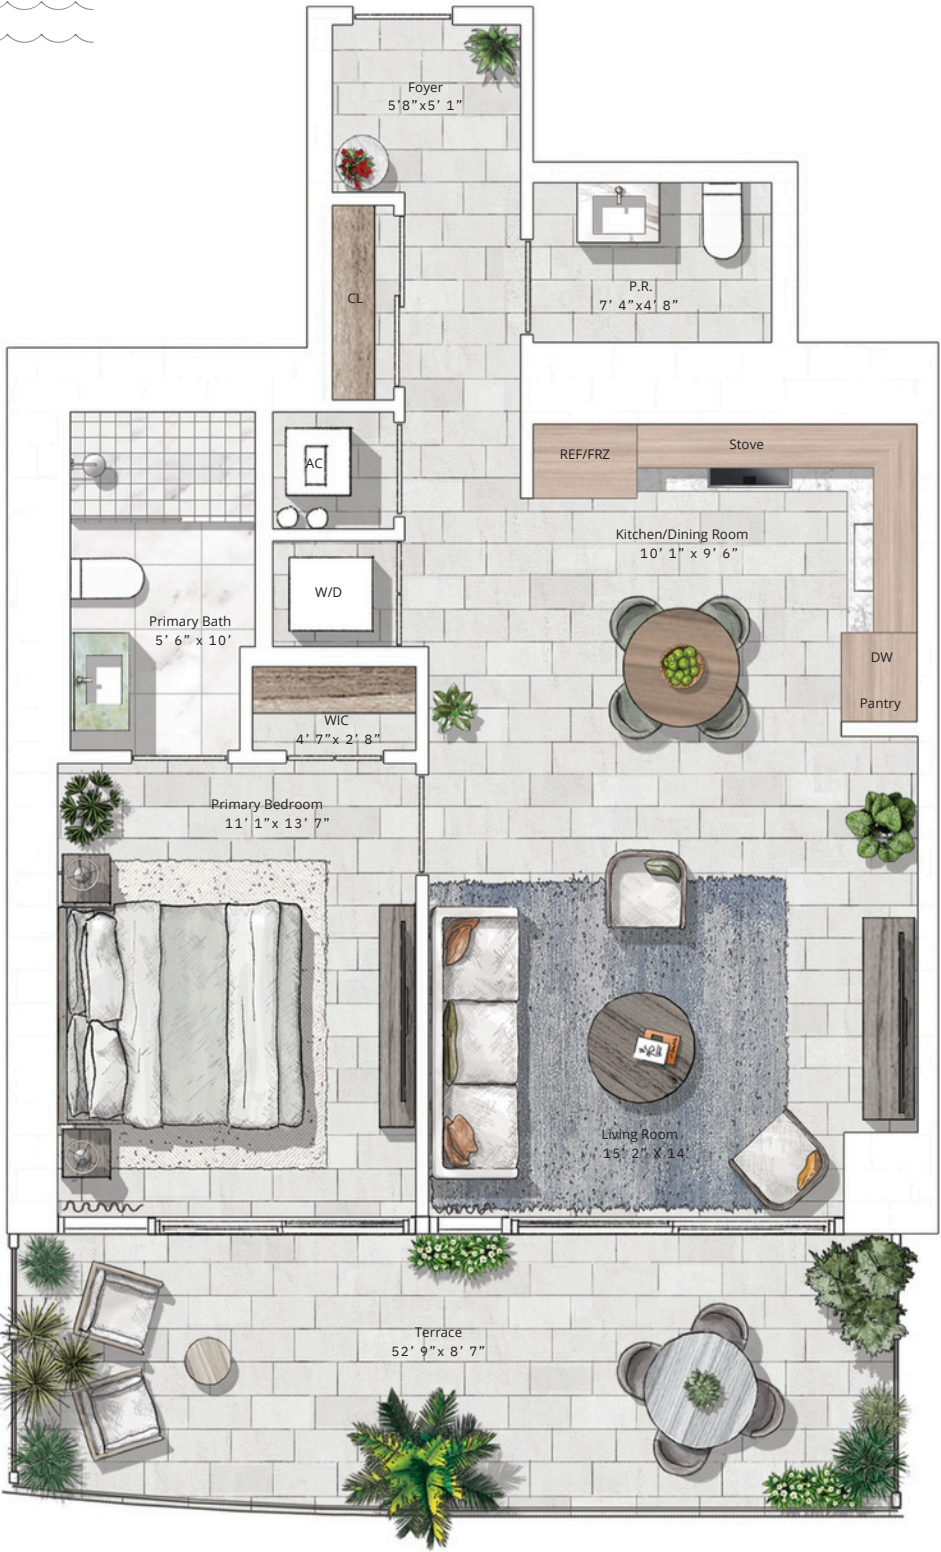 Foyer
5'8”x5' 1”
CL
P.R.
7' 4”x4' 8”
REF/FRZ
Stove
AC
Kitchen/Dining Room
10' 1” x 9' 6”
W/D
Primary Bath
5' 6” x 10'
DW
Pantry
WIC
4' 7”x 2' 8”
Primary Bedroom
11' 1”x 13' 7”
Living Room
15' 2” X 14'
Terrace
52' 9”x 8' 7”